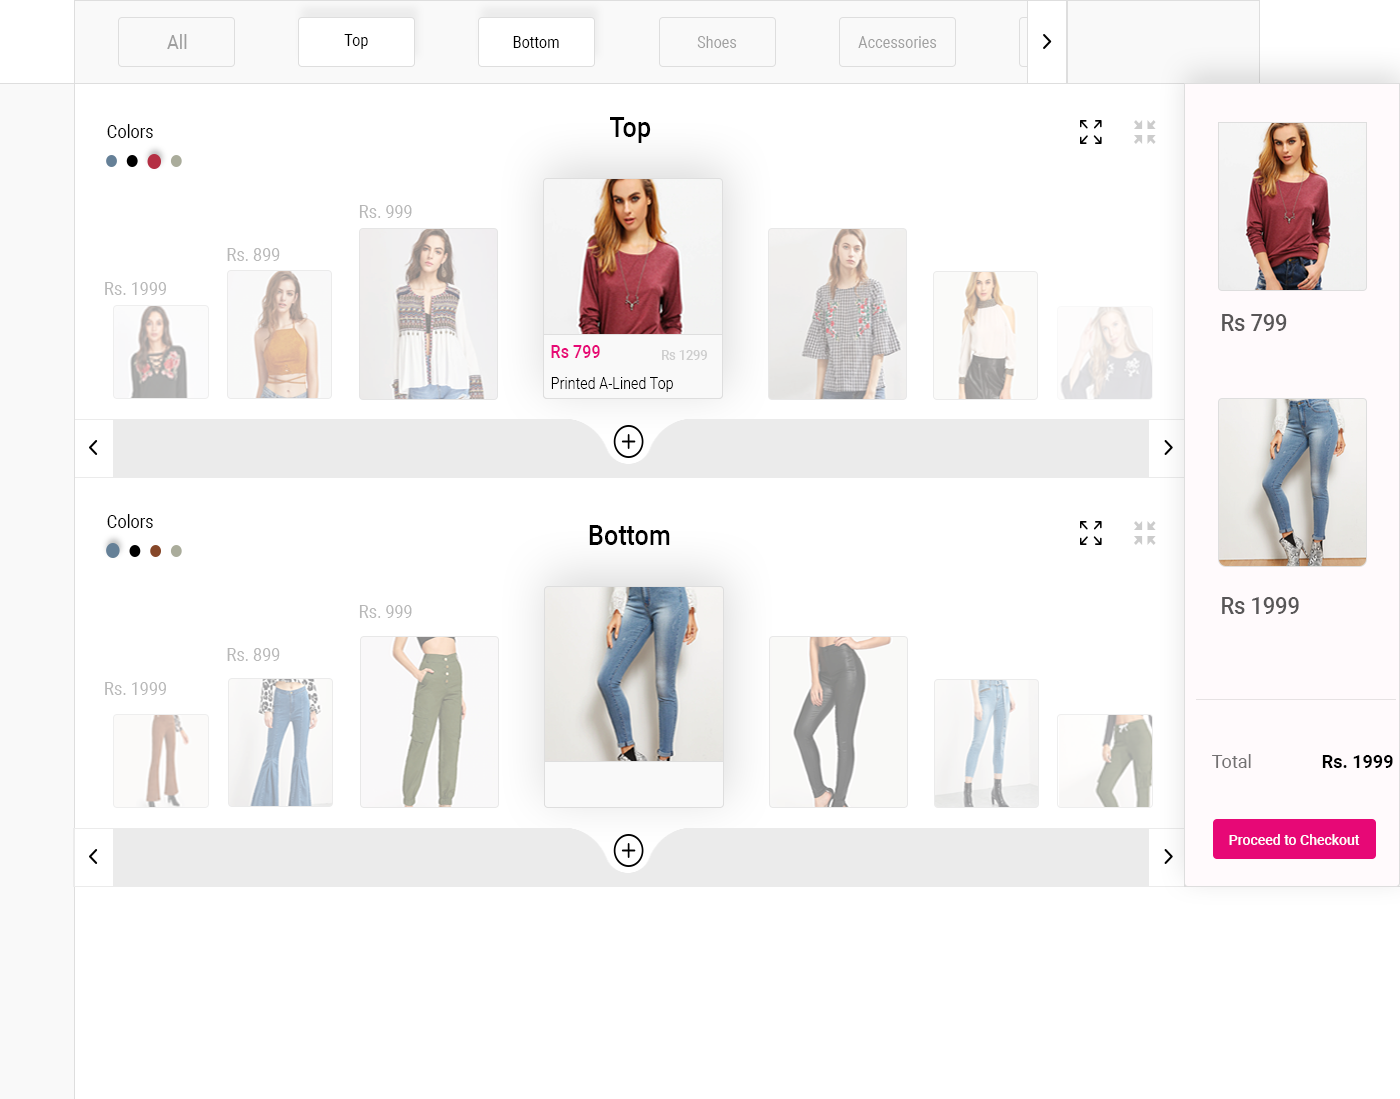 All
Top
Bottom
Shoes
Accessories
Colors
Top
Rs. 1999
Rs. 899
Rs. 999
Rs 799
Rs 1299
Printed A-Lined Top
Colors
Bottom
Rs. 1999
Rs. 899
Rs. 999
Rs 799
Rs 1999
Total
Rs. 1999
Proceed to Checkout